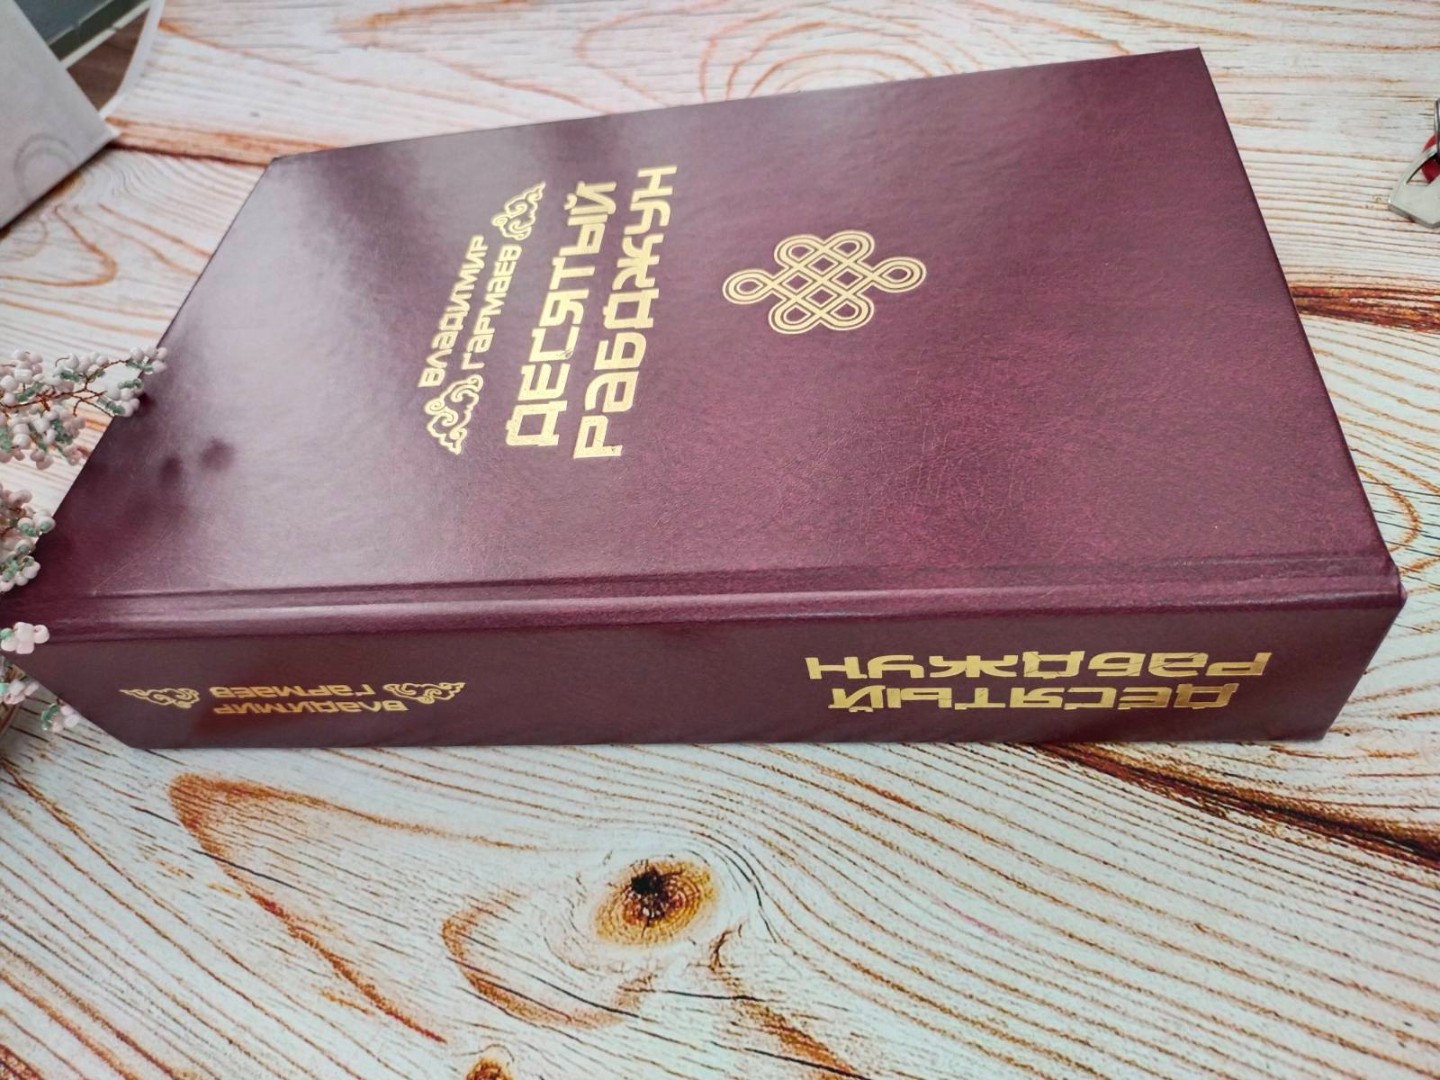 ВЛАДИМИР
ГАРМАЕВ
ДЕСЯТЫЙ
РАБДЖУН
ВЛАДИМИР
ГАРМАЕВ
ДЕСЯТЫЙ
РАБДЖУН